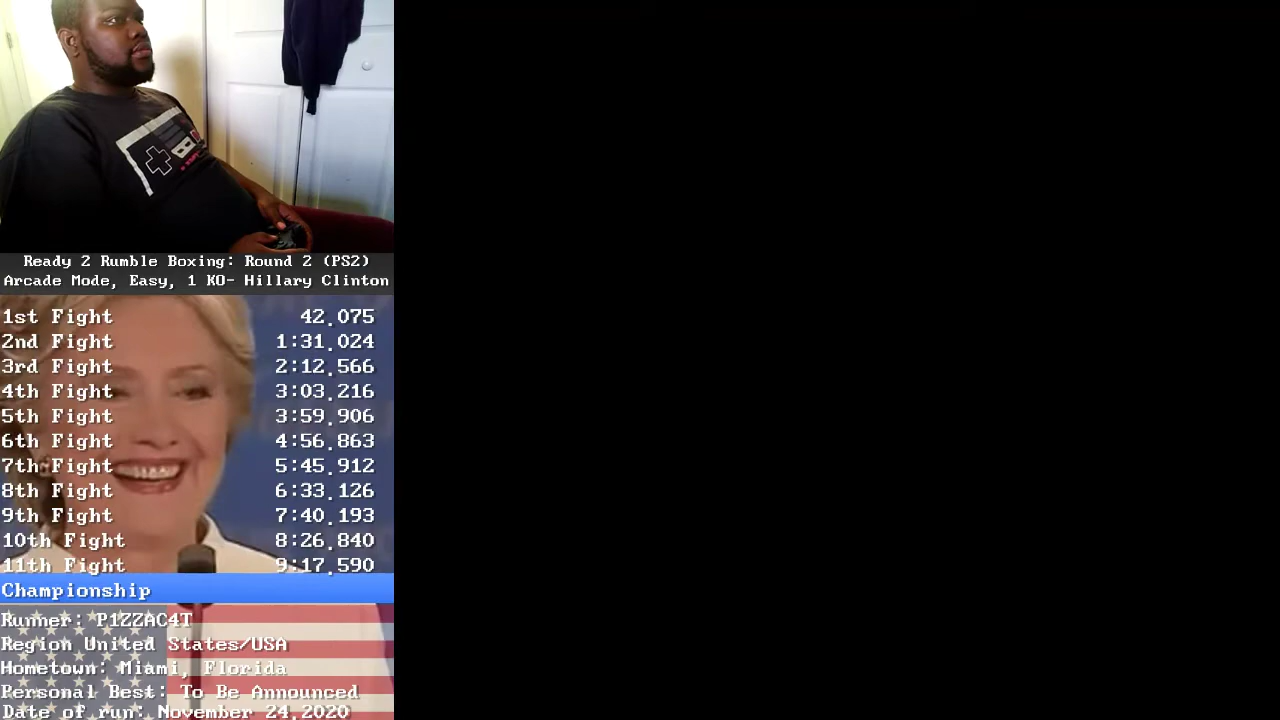 Ready 2 Rumble Boxing: Round 2 (PS2)
Arcade Mode, Easy, 1 KO- Hillary Clinton
1st Fight 42.075
2nd Fight 1:31.024
3rd Fight 2:12.566
4th Fight 3:03.216
5th Fight 3:59.906
6th Fight 4:56.863
7th Fight 5:45.912
8th Fight 6:33.126
9th Fight 7:40.193
10th Fight 8:26.840
11th Fight 9:17.590
Championship
Runner: P1ZZAC4T
Region United States/USA
Hometown: Miami, Florida
Personal Best: To Be Announced
Date of run: November 24,2020